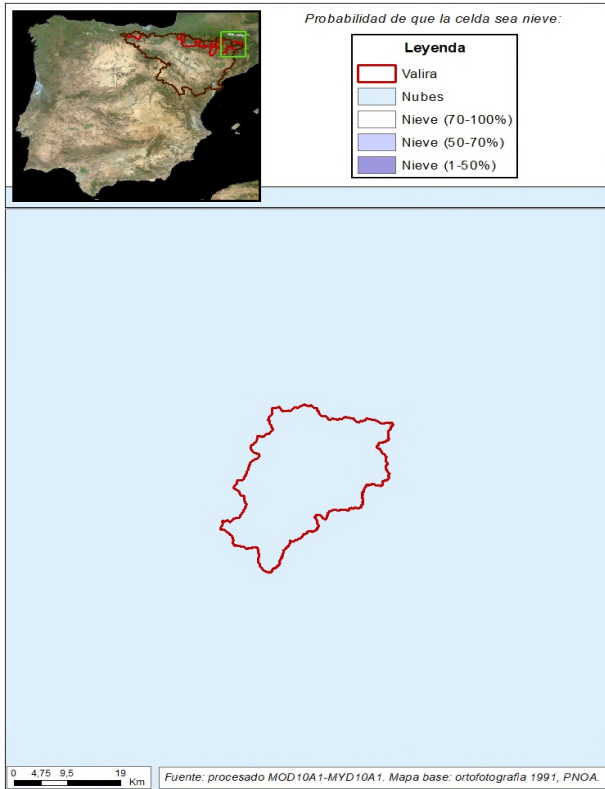 Probabilidad de que la celda sea nieve:
Leyenda
Valira
Nubes
Nieve (70-100%)
Nieve (50-70%)
Nieve (1-50%)
0 4,75 9,5 19
Km
Fuente: procesado MOD10A1-MYD10A1. Mapa base: ortofotografia 1991, PNOA.